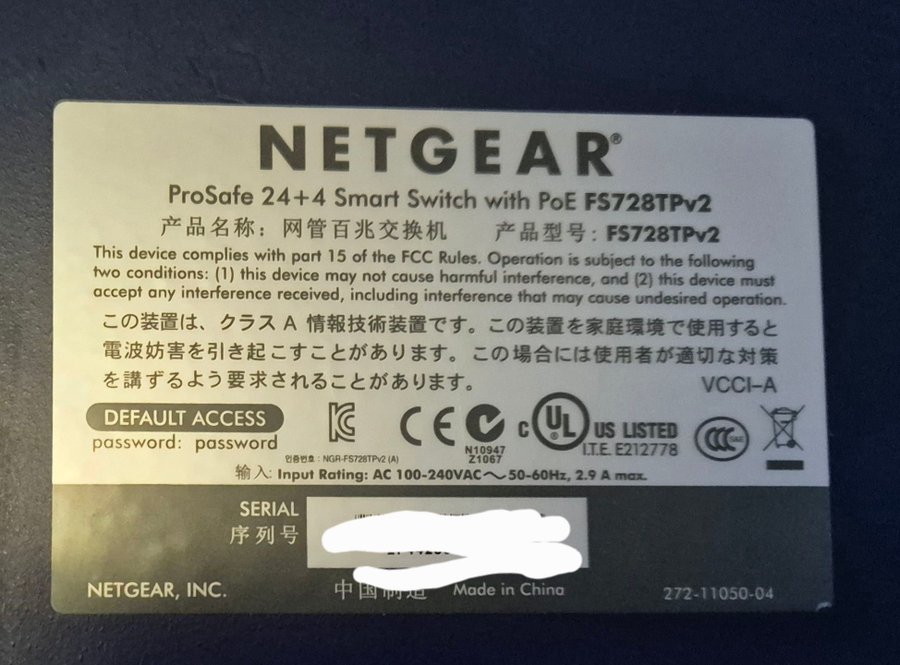 NETGEAR®
ProSafe 24+4 Smart Switch with PoE FS728TPv2
产品名称：网管百兆交换机 产品型号：FS728TPv2
This device complies with part 15 of the FCC Rules. Operation is subject to the following
two conditions: (1) this device may not cause harmful interference, and (2) this device must
accept any interference received, including interference that may cause undesired operation.
この装置は、クラス A 情報技術装置です。この装置を家庭環境で使用すると
電波妨害を引き起こすことがあります。この場合には使用者が適切な対策
を講ずるよう要求されることがあります。 VCCI-A
DEFAULT ACCESS
password: password
인증번호 : NGR-FS728TPv2 (A)
CE
N10947
Z1067
c UL US LISTED
I.T.E. E212778
CCC S&E
输入: Input Rating: AC 100-240VAC～50-60Hz, 2.9 A max.
SERIAL
序列号
NETGEAR, INC. 中国制造 Made in China 272-11050-04